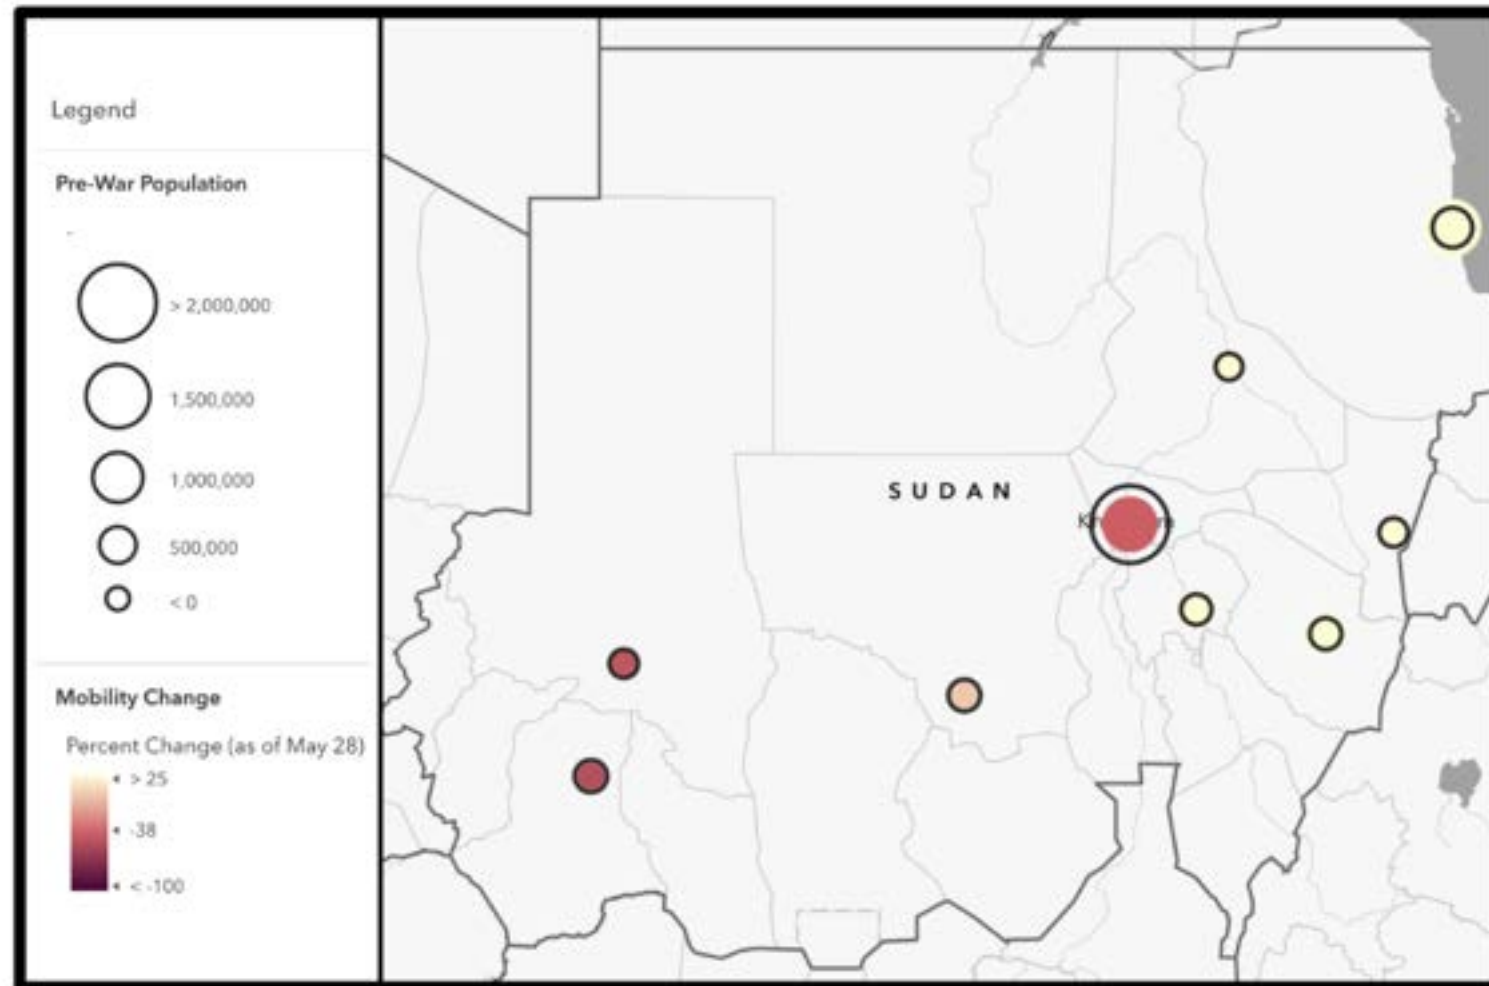 Legend
Pre-War Population
> 2,000,000
1,500,000
1,000,000
500,000
< 0
Mobility Change
Percent Change (as of May 28)
> 25
-38
< -100
SUDAN